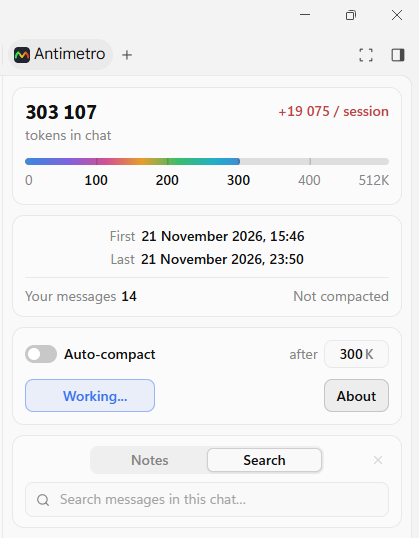 Antimetro
303 107
+19 075 / session
tokens in chat
0 100 200 300 400 512K
First 21 November 2026, 15:46
Last 21 November 2026, 23:50
Your messages 14
Not compacted
Auto-compact
after 300 K
Working...
About
Notes
Search
Search messages in this chat...